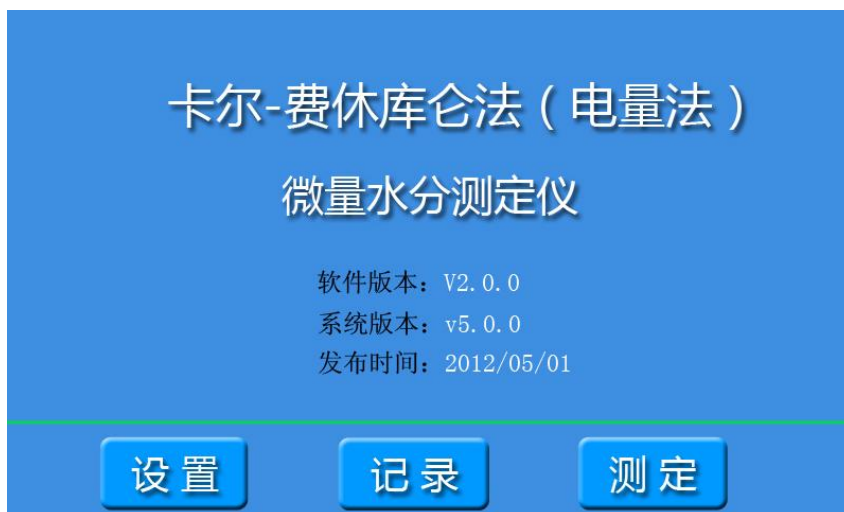 卡尔-费休库仑法（电量法）
微量水分测定仪
软件版本：V2.0.0
系统版本：v5.0.0
发布时间：2012/05/01
设置 记录 测定